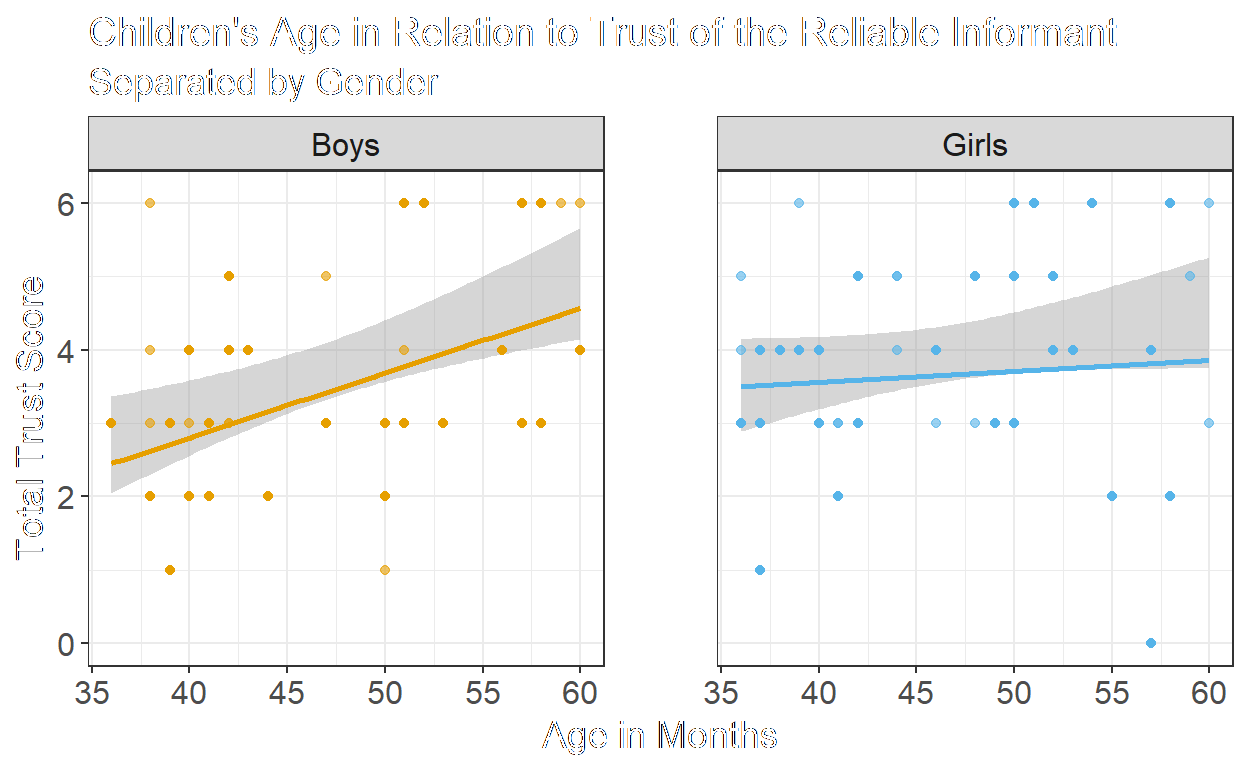 Children's Age in Relation to Trust of the Reliable Informant
Separated by Gender
Boys
Girls
Total Trust Score
6
4
2
0
35 40 45 50 55 60
35 40 45 50 55 60
Age in Months